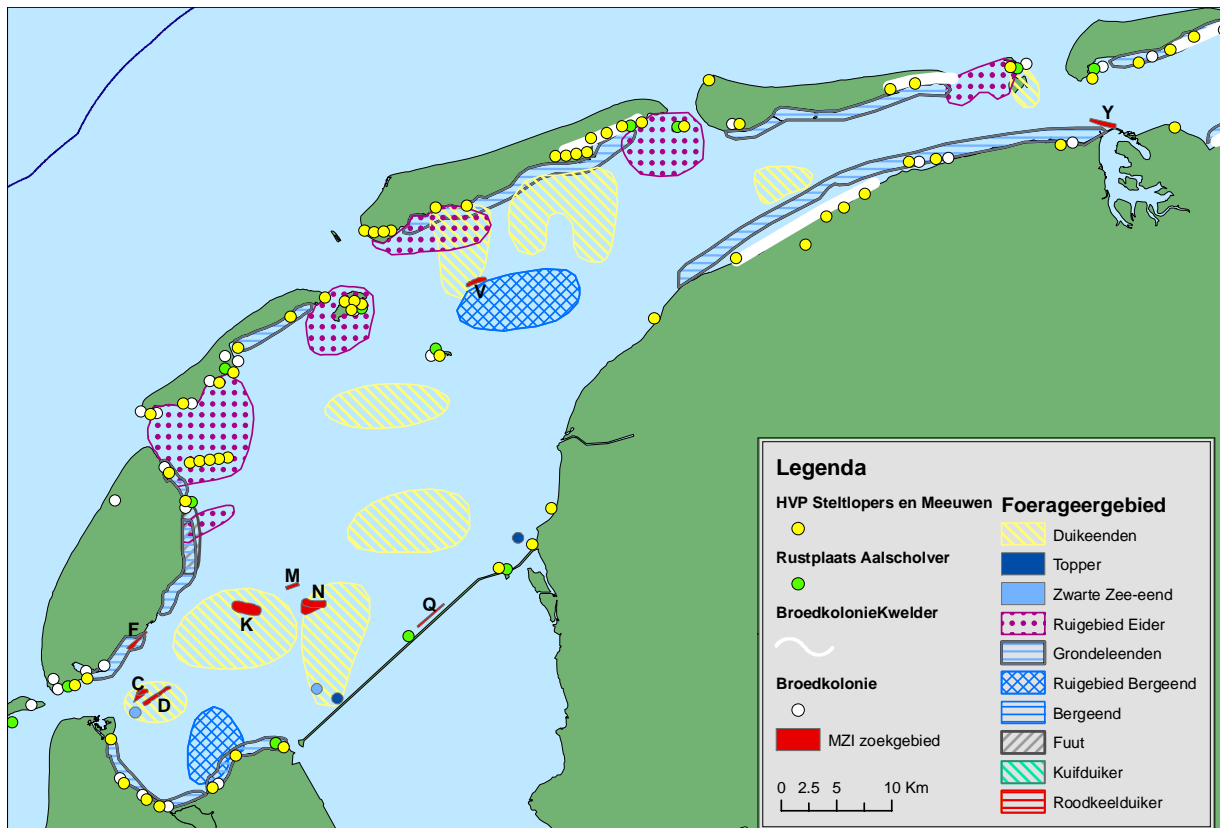 Y
V
M
N
K
Q
F
C
D
Legenda
HVP Steltlopers en Meeuwen
Rustplaats Aalscholver
BroedkolonieKwelder
Broedkolonie
MZI zoekgebied
0 2.5 5 10 Km
Foerageergebied
Duikeenden
Topper
Zwarte Zee-eend
Ruigebied Eider
Grondeleenden
Ruigebied Bergeend
Bergeend
Fuut
Kuifduiker
Roodkeelduiker